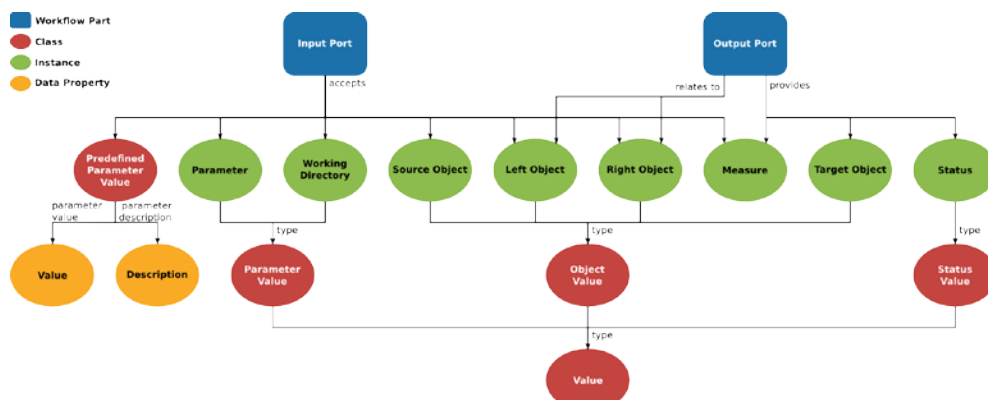 Workflow Part
Class
Instance
Data Property
Input Port
Output Port
accepts
relates to
provides
Predefined
Parameter
Value
Parameter
Working
Directory
Source Object
Left Object
Right Object
Measure
Target Object
Status
parameter
value
parameter
description
type
type
type
Value
Description
Parameter
Value
Object
Value
Status
Value
type
Value